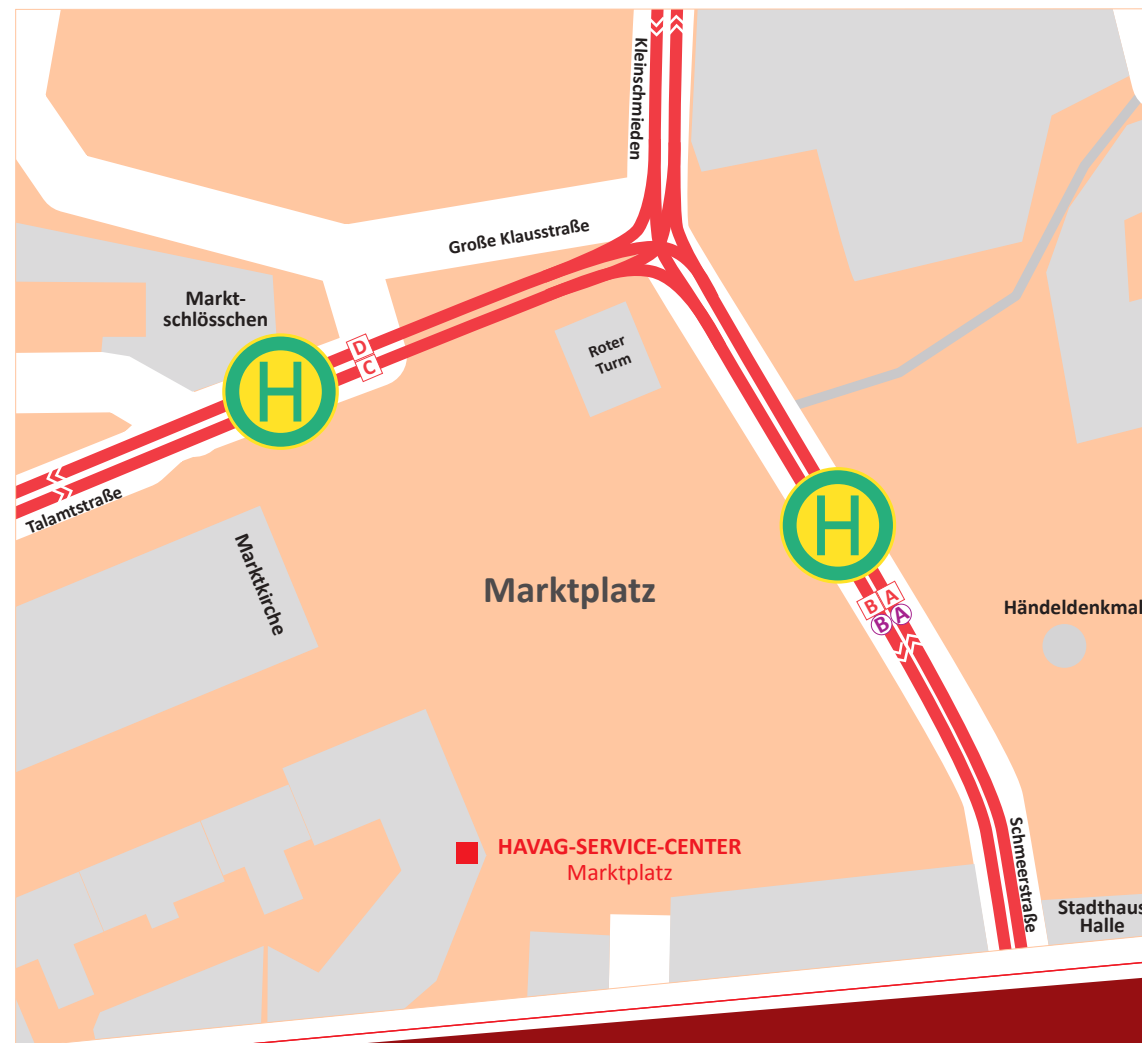 Kleinschmieden
Große Klausstraße
Markt-
schlösschen
Roter
Turm
D
C
H
Talamtstraße
H
Marktkirche
Marktplatz
B A
B A
Händeldenkmal
HAVAG-SERVICE-CENTER
Marktplatz
Schmeerstraße
Stadthaus
Halle